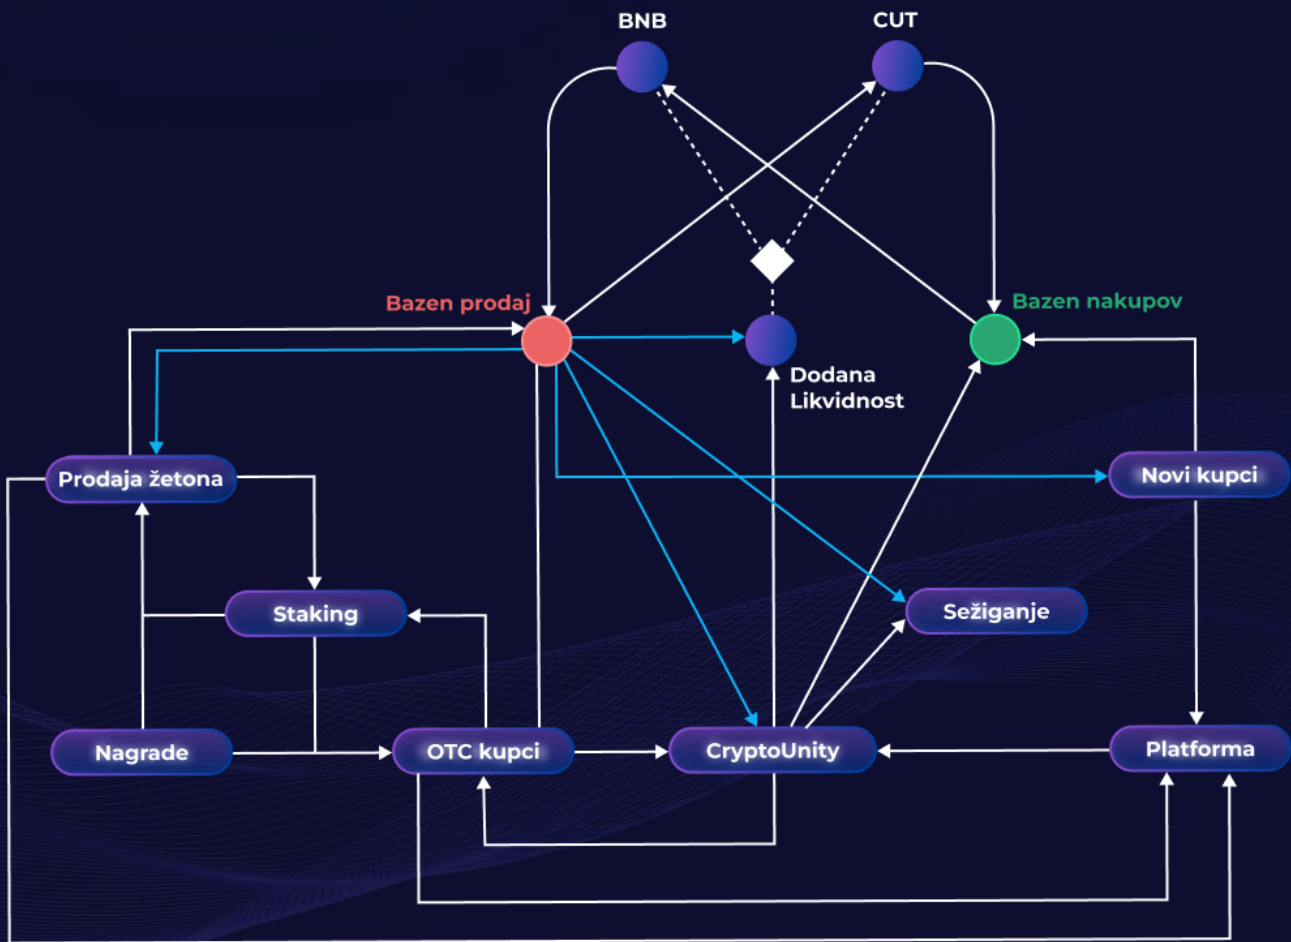 BNB
CUT
Bazen prodaj
Bazen nakupov
Dodana
Likvidnost
Prodaja žetona
Novi kupci
Staking
Sežiganje
Nagrade
OTC kupci
CryptoUnity
Platforma